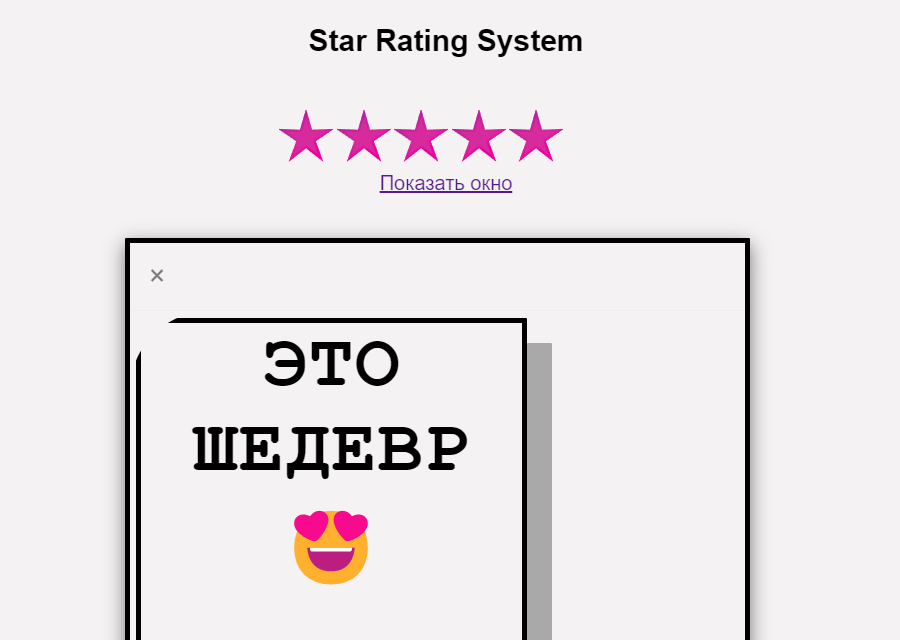 Star Rating System
Показать окно
×
ЭТО
ШЕДЕВР